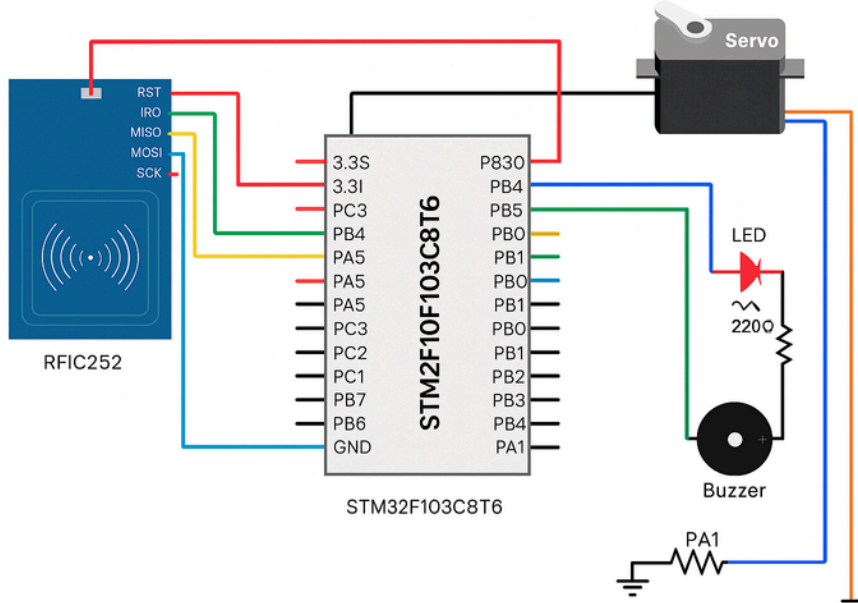 Servo
RST
IRO
MISO
MOSI
SCK
RFIC252
3.3S
3.3I
PC3
PB4
PA5
PA5
PA5
PC3
PC2
PC1
PB7
PB6
GND
STM2F10F103C8T6
P830
PB4
PB5
PB0
PB1
PB0
PB1
PB0
PB1
PB2
PB3
PB4
PA1
STM32F103C8T6
LED
220Ω
+
Buzzer
PA1